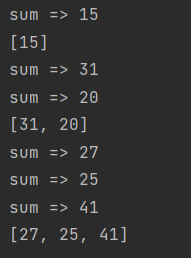 sum => 15
[15]
sum => 31
sum => 20
[31, 20]
sum => 27
sum => 25
sum => 41
[27, 25, 41]